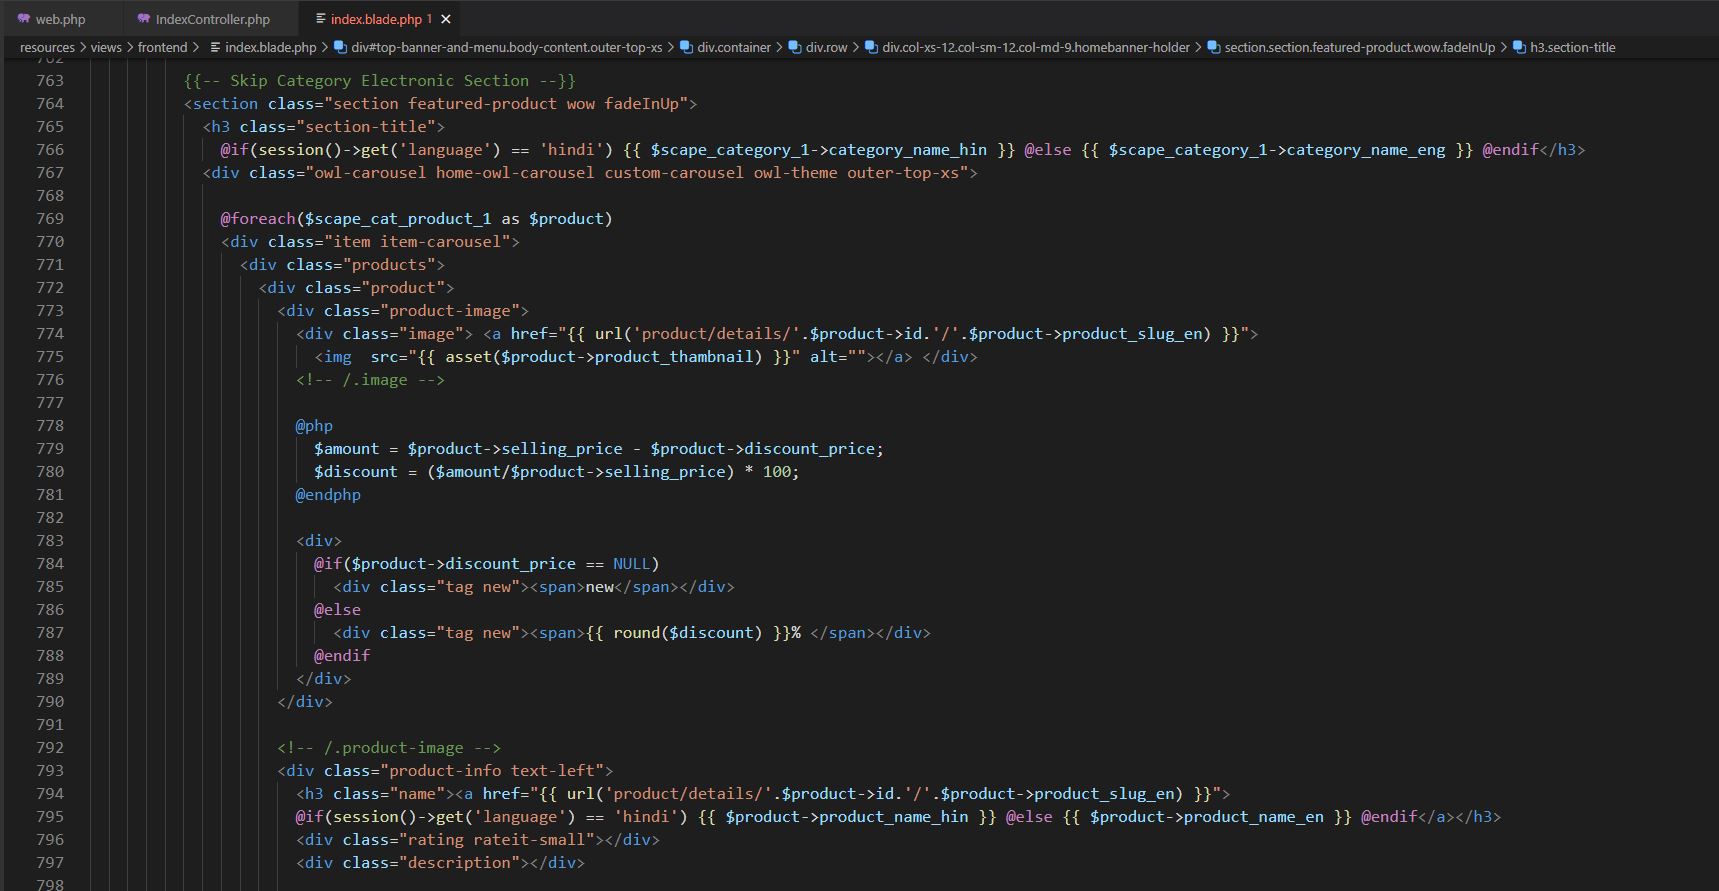 web.php IndexController.php index.blade.php 1
resources > views > frontend > index.blade.php > div#top-banner-and-menu.body-content.outer-top-xs > div.container > div.row > div.col-xs-12.col-sm-12.col-md-9.homebanner-holder > section.section.featured-product.wow.fadeInUp > h3.section-title
762
763 {{-- Skip Category Electronic Section --}}
764 <section class="section featured-product wow fadeInUp">
765 <h3 class="section-title">
766 @if(session()->get('language') == 'hindi') {{ $scape_category_1->category_name_hin }} @else {{ $scape_category_1->category_name_eng }} @endif</h3>
767 <div class="owl-carousel home-owl-carousel custom-carousel owl-theme outer-top-xs">
768
769 @foreach($scape_cat_product_1 as $product)
770 <div class="item item-carousel">
771 <div class="products">
772 <div class="product">
773 <div class="product-image">
774 <div class="image"> <a href="{{ url('product/details/'.$product->id.'/'.$product->product_slug_en) }}">
775 <img  src="{{ asset($product->product_thambnail) }}" alt=""></a> </div>
776 <!-- /.image -->
777
778 @php
779 $amount = $product->selling_price - $product->discount_price;
780 $discount = ($amount/$product->selling_price) * 100;
781 @endphp
782
783 <div>
784 @if($product->discount_price == NULL)
785 <div class="tag new"><span>new</span></div>
786 @else
787 <div class="tag new"><span>{{ round($discount) }}% </span></div>
788 @endif
789 </div>
790 </div>
791
792 <!-- /.product-image -->
793 <div class="product-info text-left">
794 <h3 class="name"><a href="{{ url('product/details/'.$product->id.'/'.$product->product_slug_en) }}">
795 @if(session()->get('language') == 'hindi') {{ $product->product_name_hin }} @else {{ $product->product_name_en }} @endif</a></h3>
796 <div class="rating rateit-small"></div>
797 <div class="description"></div>
798